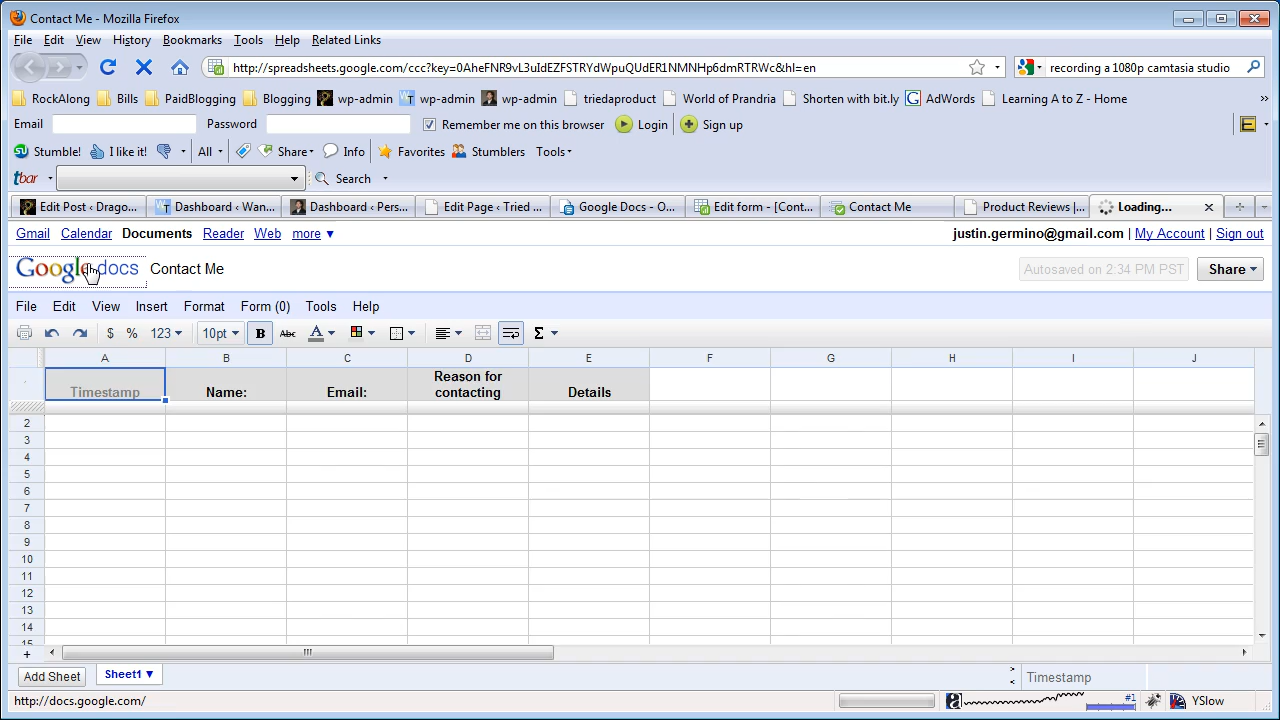 Contact Me - Mozilla Firefox
File Edit View History Bookmarks Tools Help Related Links
http://spreadsheets.google.com/ccc?key=0AheFNR9vL3uIdEZFSTRYdWpuQUdER1NMNHp6dmRTRWc&hl=en recording a 1080p camtasia studio
RockAlong Bills PaidBlogging Blogging wp-admin wp-admin wp-admin triedaproduct World of Prandria Shorten with bit.ly AdWords Learning A to Z - Home
Email Password Remember me on this browser Login Sign up
Stumble! I like it! All Share Info Favorites Stumblers Tools
tbar Search
Edit Post ‹ Drago... Dashboard ‹ Wan... Dashboard ‹ Pers... Edit Page ‹ Tried ... Google Docs - O... Edit form - [Cont... Contact Me Product Reviews |... Loading...
Gmail Calendar Documents Reader Web more ▼ justin.germino@gmail.com | My Account | Sign out
Google docs Contact Me Autosaved on 2:34 PM PST Share
File Edit View Insert Format Form (0) Tools Help
$ % 123 10pt B Abc A Σ
A B C D E F G H I J
Timestamp Name: Email: Reason for contacting Details
2
3
4
5
6
7
8
9
10
11
12
13
14
15
+
Add Sheet Sheet1 ▼ > < Timestamp
http://docs.google.com/ #1 YSlow